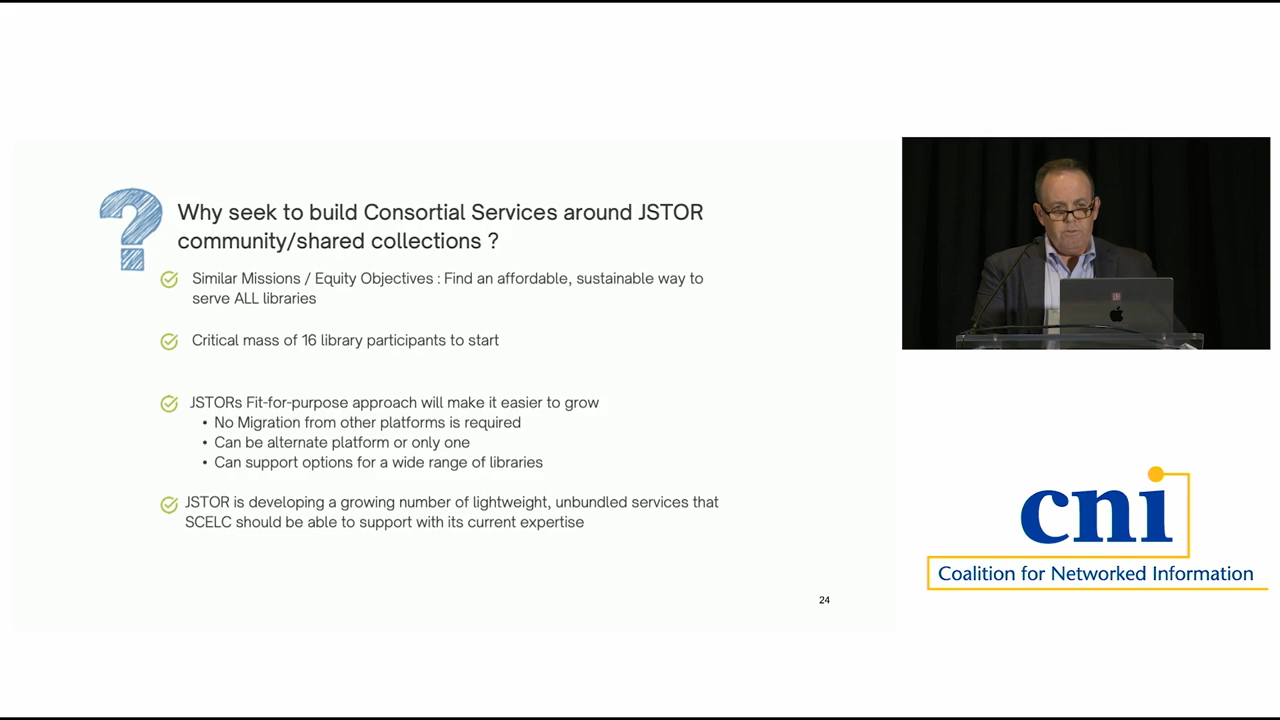 Why seek to build Consortial Services around JSTOR
community/shared collections ?
Similar Missions / Equity Objectives : Find an affordable, sustainable way to
serve ALL libraries
Critical mass of 16 library participants to start
JSTORs Fit-for-purpose approach will make it easier to grow
• No Migration from other platforms is required
• Can be alternate platform or only one
• Can support options for a wide range of libraries
JSTOR is developing a growing number of lightweight, unbundled services that
SCELC should be able to support with its current expertise
24
cni
Coalition for Networked Information